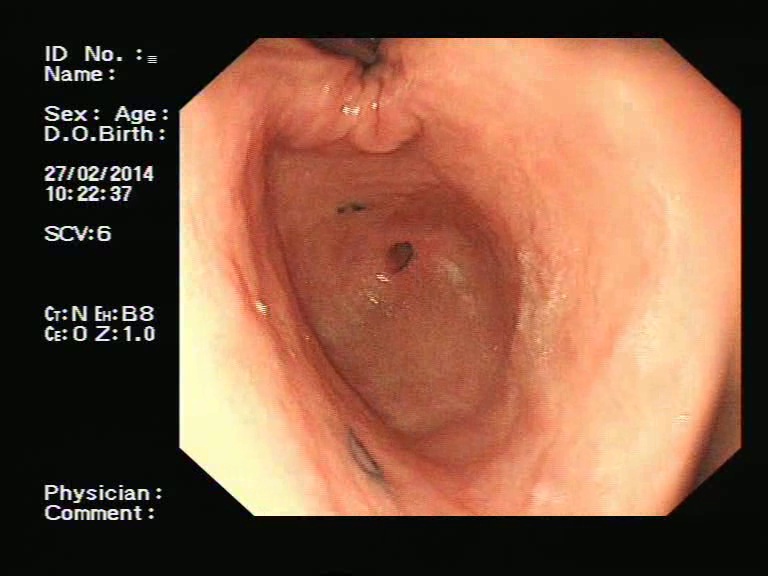 ID No. :
Name:
Sex: Age:
D.O.Birth:
27/02/2014
10:22:37
SCV:6
CT:N EH:B8
CE:0 Z:1.0
Physician:
Comment: